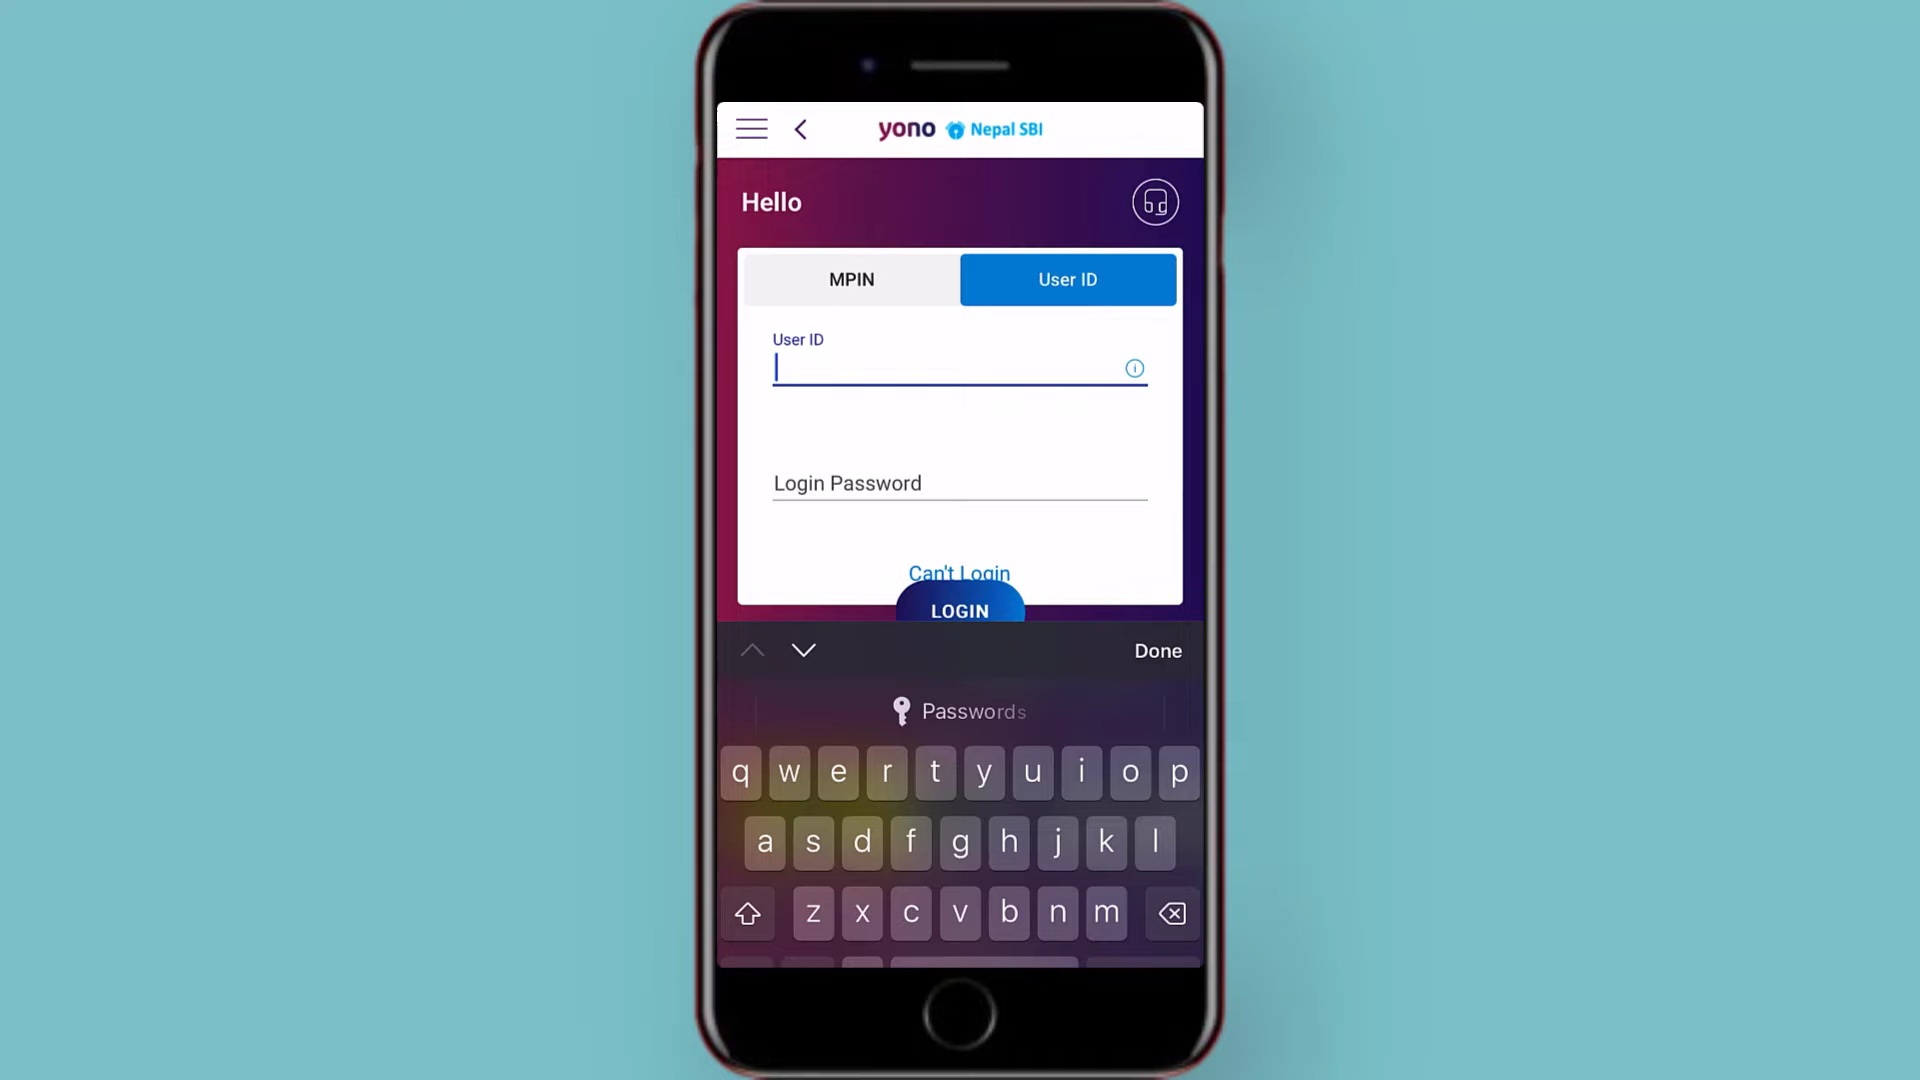 yono Nepal SBI
Hello
MPIN
User ID
User ID
Login Password
Can't Login
LOGIN
Done
Passwords
q w e r t y u i o p
a s d f g h j k l
z x c v b n m